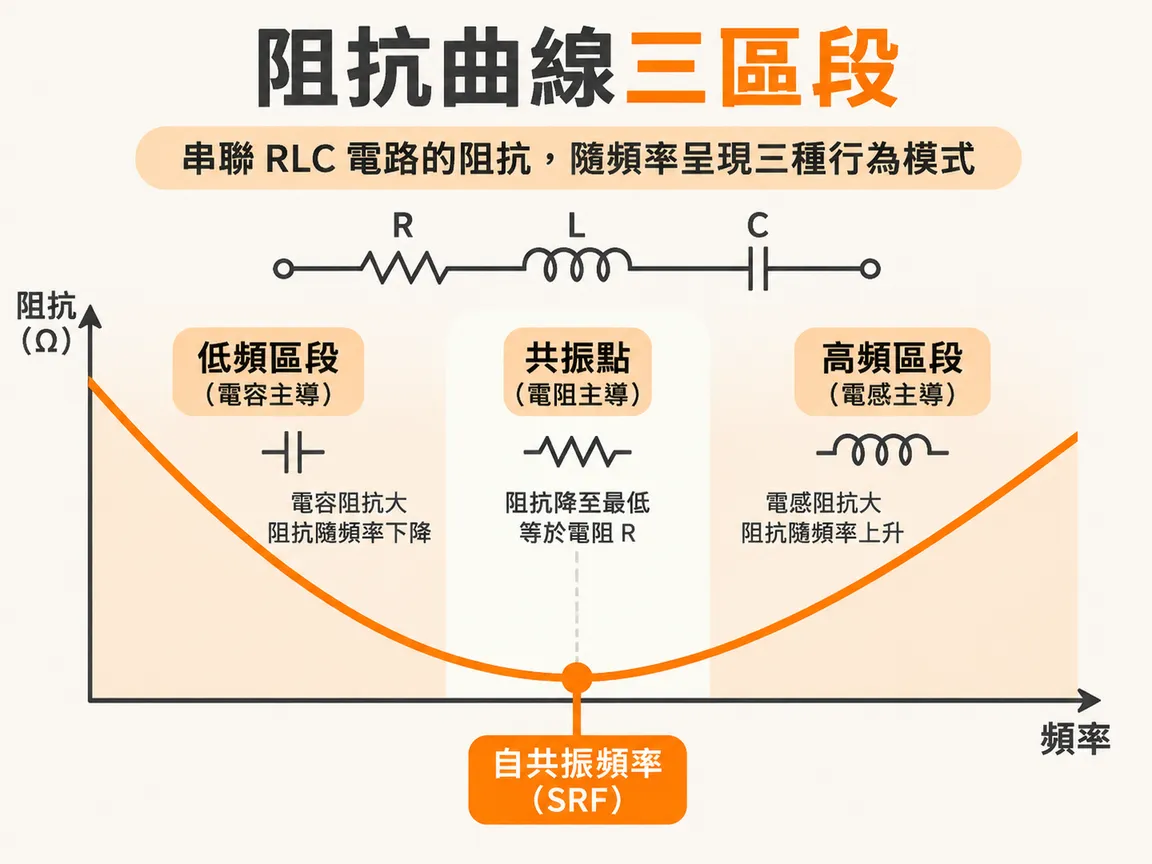 阻抗曲線三區段
串聯 RLC 電路的阻抗，隨頻率呈現三種行為模式
R
L
C
阻抗
（Ω）
低頻區段
（電容主導）
電容阻抗大
阻抗隨頻率下降
共振點
（電阻主導）
阻抗降至最低
等於電阻 R
高頻區段
（電感主導）
電感阻抗大
阻抗隨頻率上升
頻率
自共振頻率
（SRF）